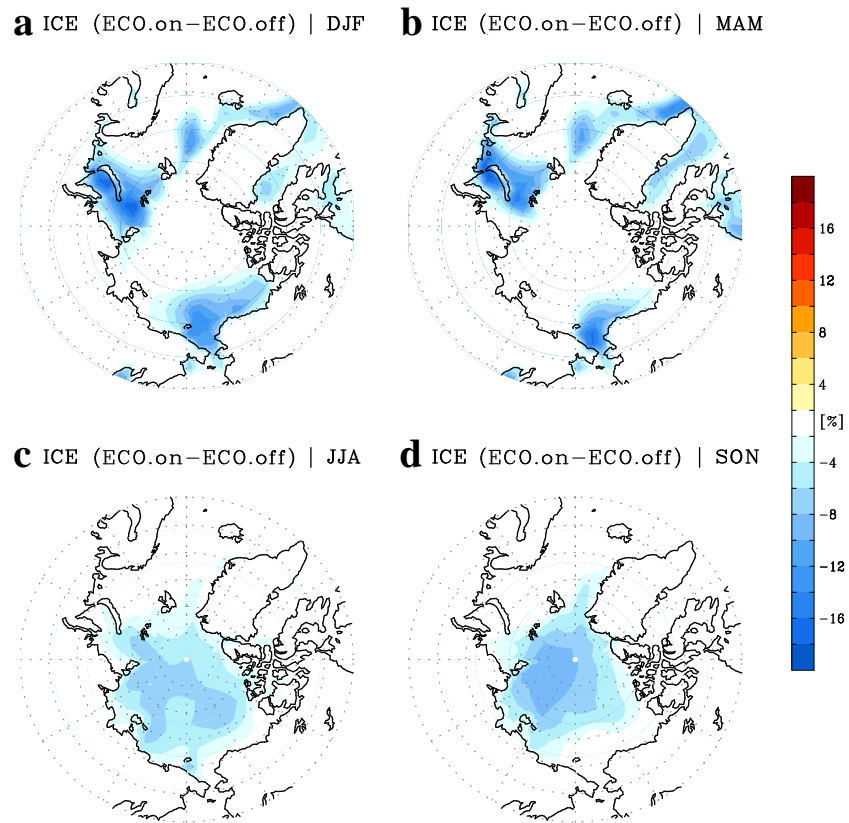 a ICE (ECO.on−ECO.off) | DJF
b ICE (ECO.on−ECO.off) | MAM
16
12
8
4
[%]
−4
−8
−12
−16
c ICE (ECO.on−ECO.off) | JJA
d ICE (ECO.on−ECO.off) | SON